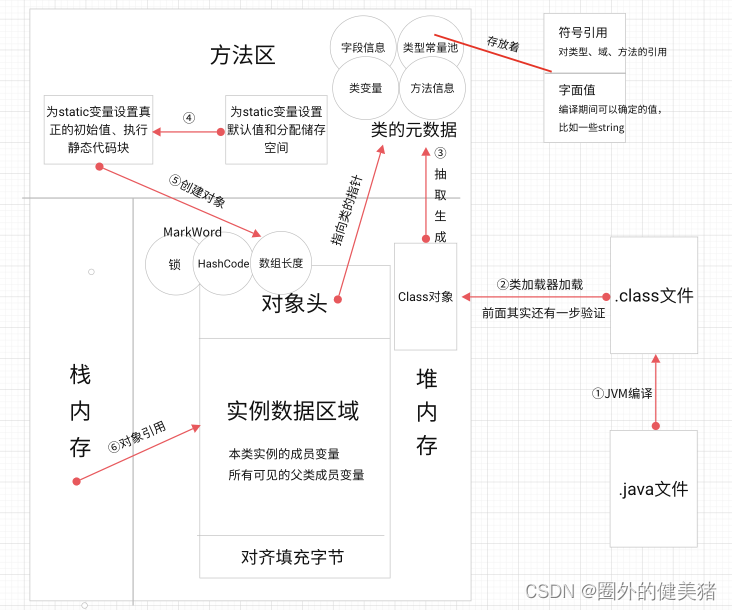 方法区
字段信息
类型常量池
类变量
方法信息
类的元数据
存放着
符号引用
对类型、域、方法的引用
字面值
编译期间可以确定的值，
比如一些string
为static变量设置真
正的初始值、执行
静态代码块
④
为static变量设置
默认值和分配储存
空间
⑤创建对象
指向类的指针
③
抽
取
生
成
MarkWord
锁
HashCode
数组长度
对象头
Class对象
②类加载器加载
前面其实还有一步验证
.class文件
①JVM编译
.java文件
栈
内
存
⑥对象引用
实例数据区域
本类实例的成员变量
所有可见的父类成员变量
对齐填充字节
堆
内
存
CSDN @圈外的健美猪